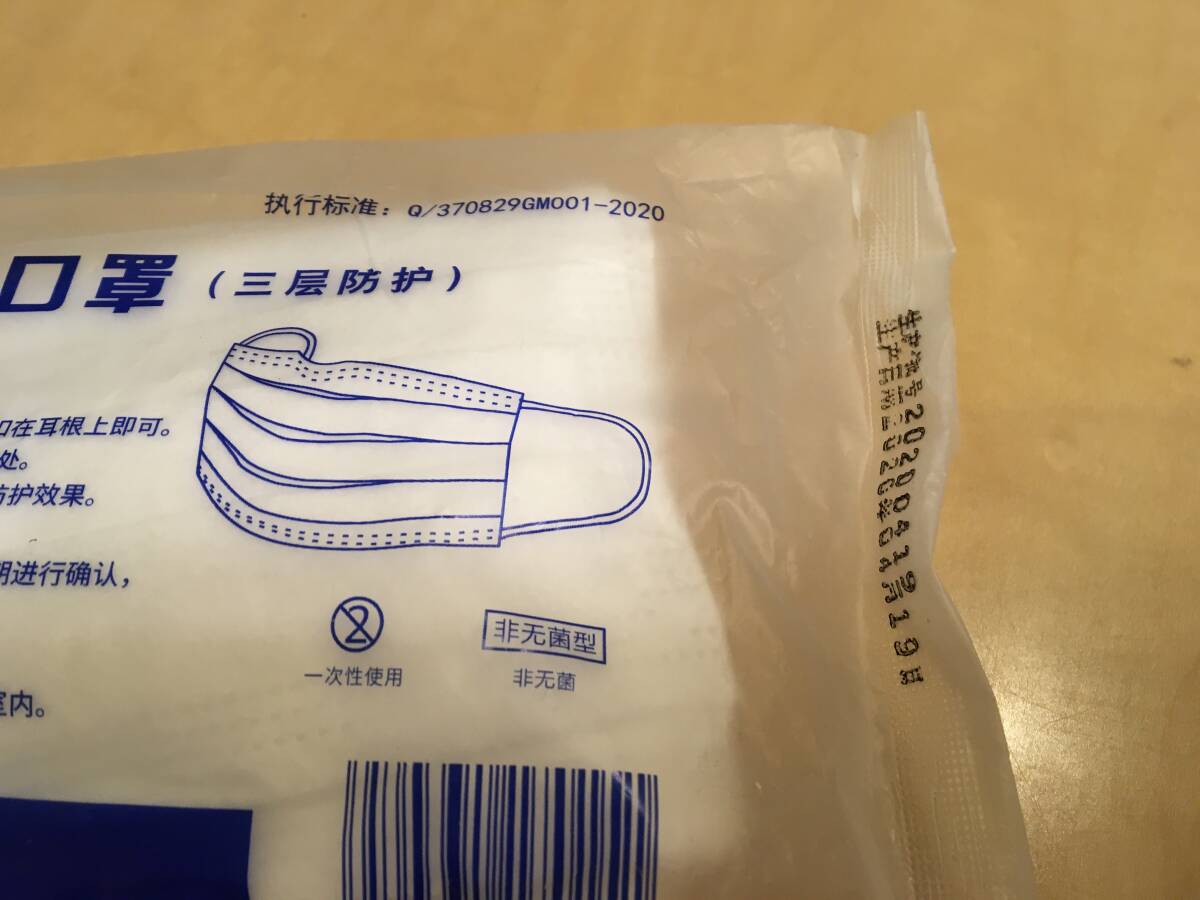 执行标准：Q/370829GM001-2020
口罩（三层防护）
扣在耳根上即可。
处。
防护效果。
期进行确认，
2
一次性使用
非无菌型
非无菌
室内。
生产批号20200419
生产日期2020年04月19日